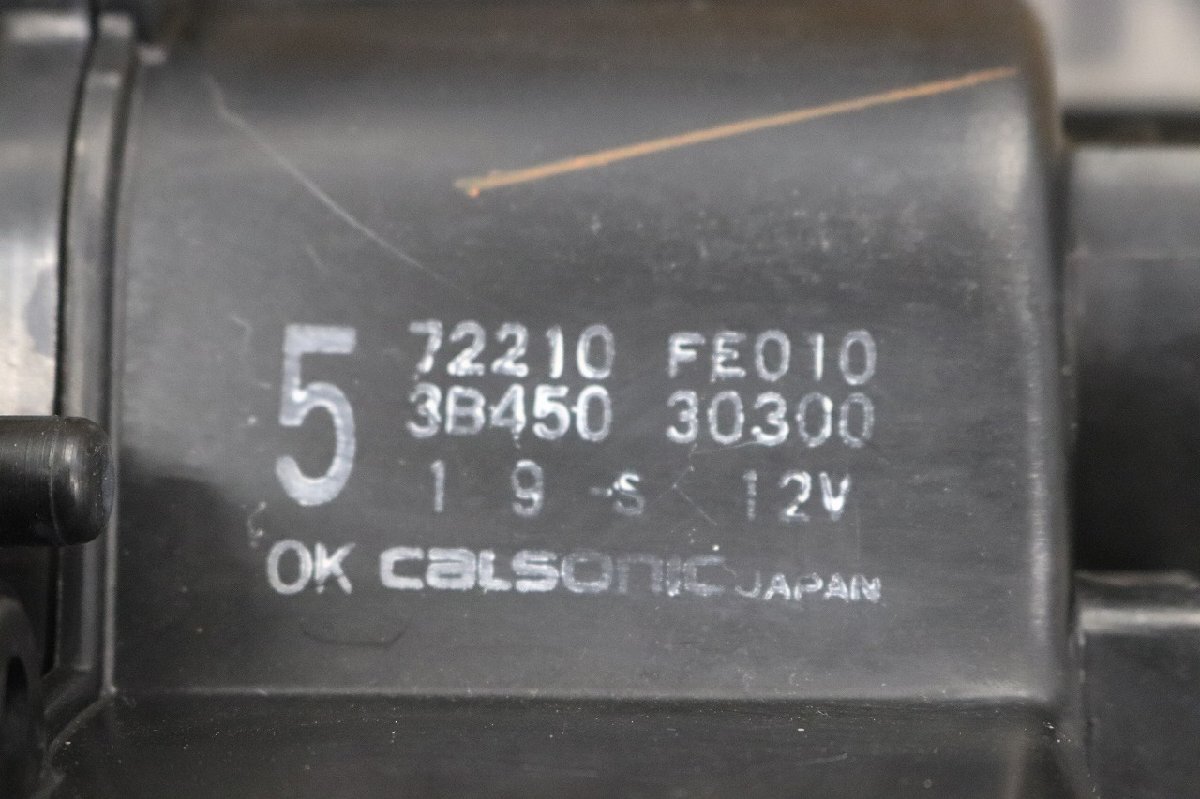 5
72210 FE010
3B450 30300
1 9 -S 12V
OK CALSONIC JAPAN